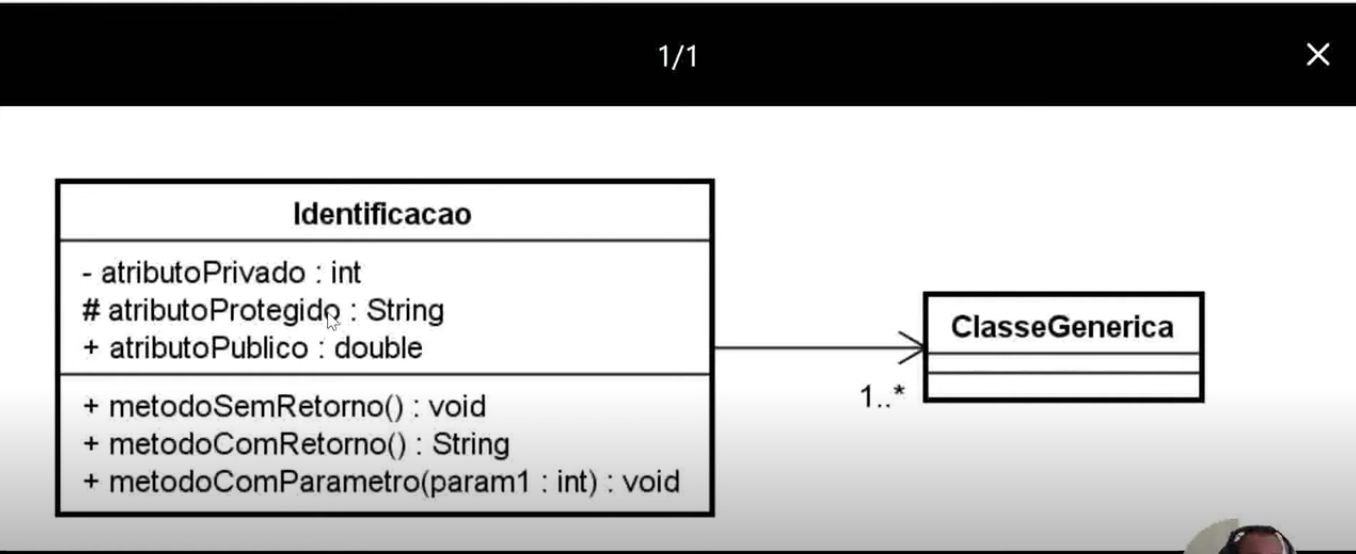 1/1
Identificacao
- atributoPrivado : int
# atributoProtegido : String
+ atributoPublico : double
+ metodoSemRetorno() : void
+ metodoComRetorno() : String
+ metodoComParametro(param1 : int) : void
ClasseGenerica
1..*